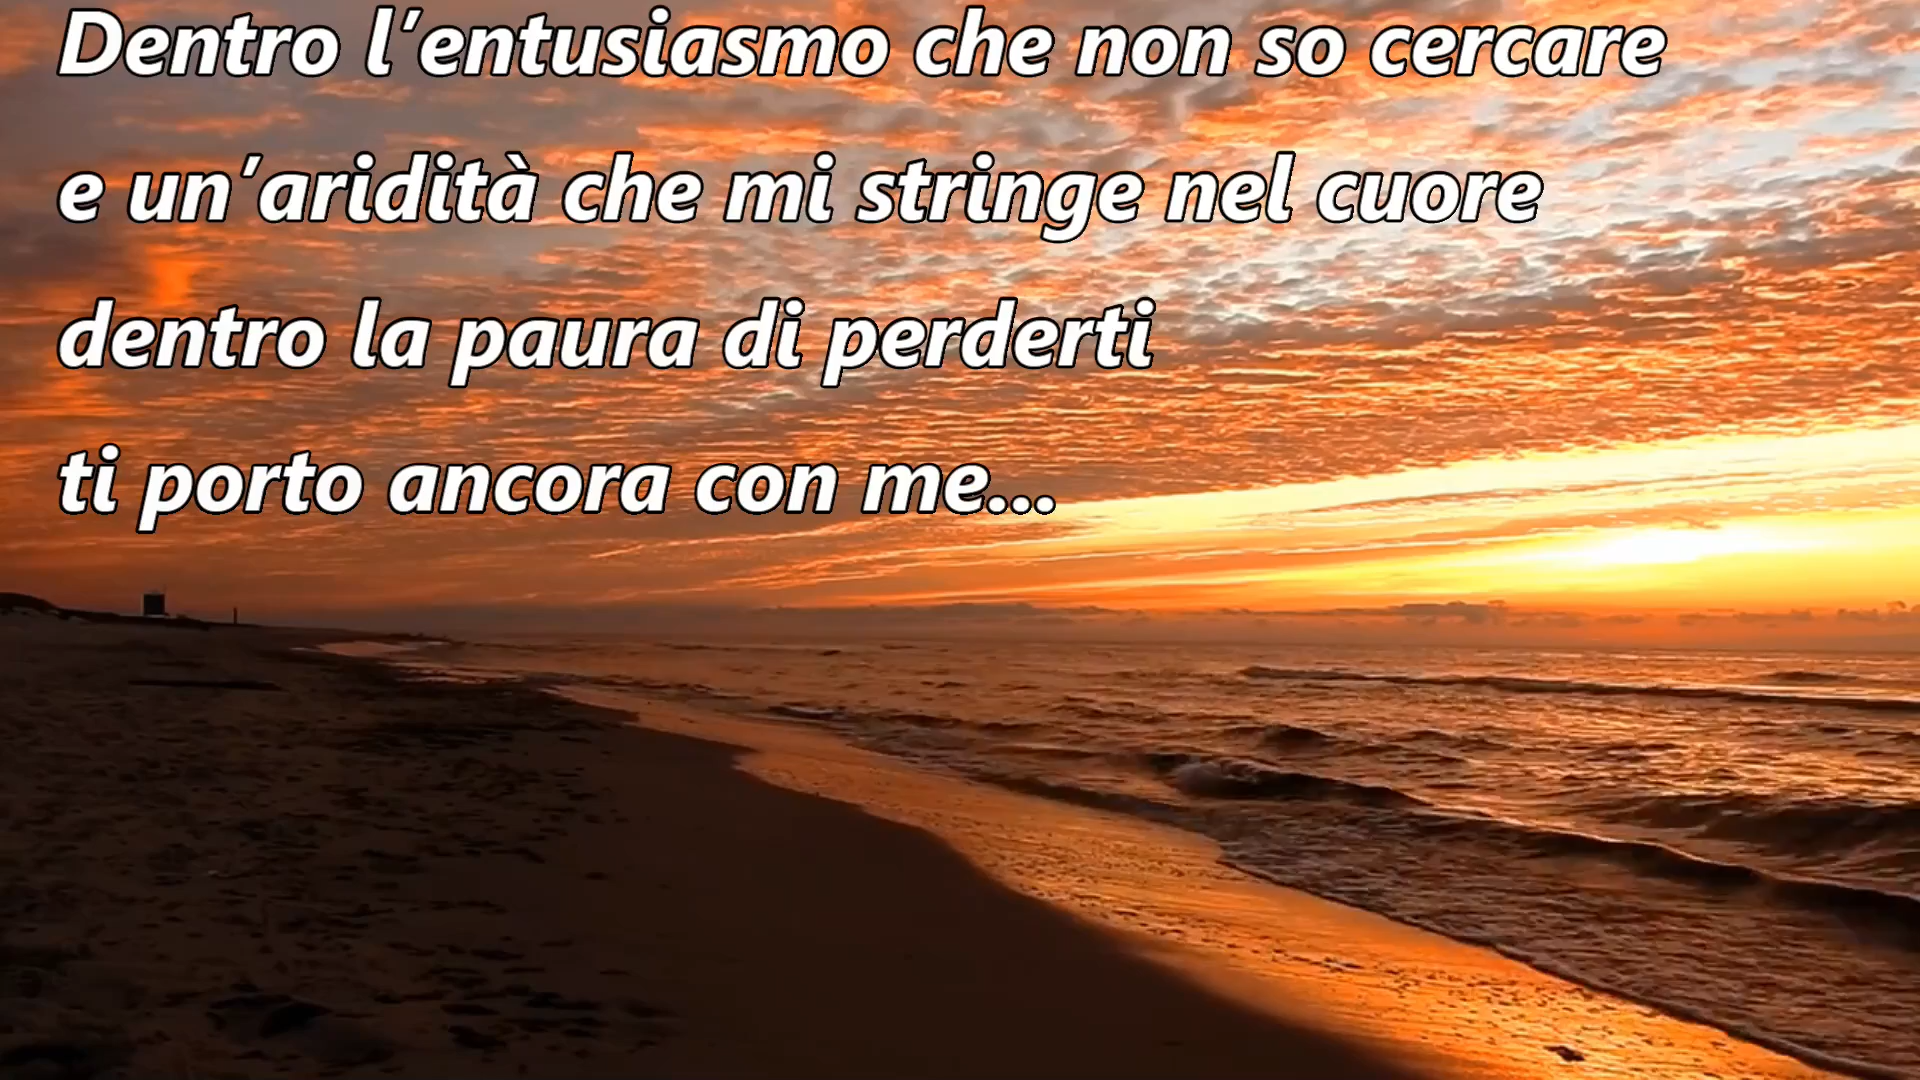 Dentro l'entusiasmo che non so cercare
e un'aridità che mi stringe nel cuore
dentro la paura di perderti
ti porto ancora con me...